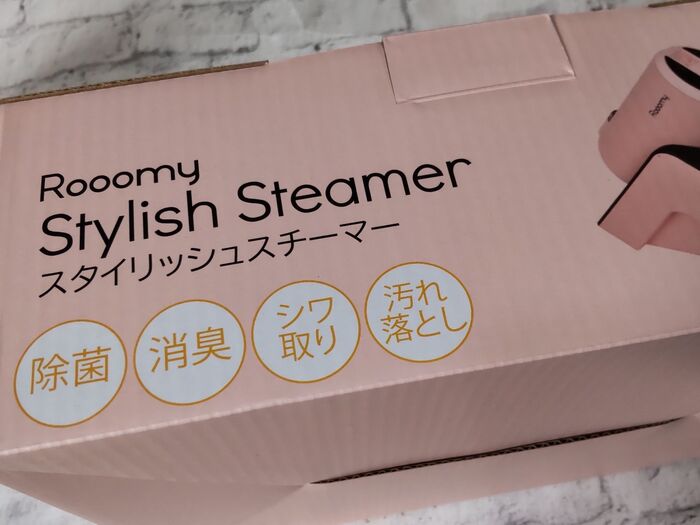 Rooomy
Stylish Steamer
スタイリッシュスチーマー
除菌
消臭
シワ
取り
汚れ
落とし
Rooomy